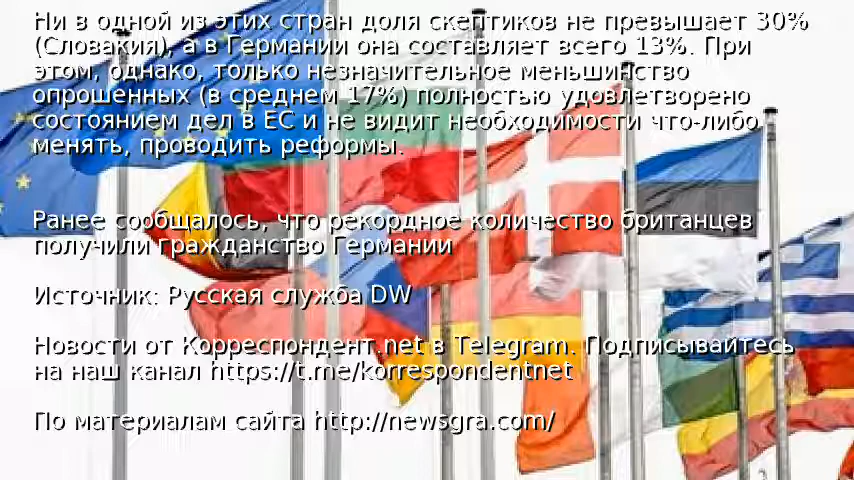 Ни в одной из этих стран доля скептиков не превышает 30%
(Словакия), а в Германии она составляет всего 13%. При
этом, однако, только незначительное меньшинство
опрошенных (в среднем 17%) полностью удовлетворено
состоянием дел в ЕС и не видит необходимости что-либо
менять, проводить реформы.
Ранее сообщалось, что рекордное количество британцев
получили гражданство Германии
Источник: Русская служба DW
Новости от Корреспондент.net в Telegram. Подписывайтесь
на наш канал https://t.me/korrespondentnet
По материалам сайта http://newsgra.com/